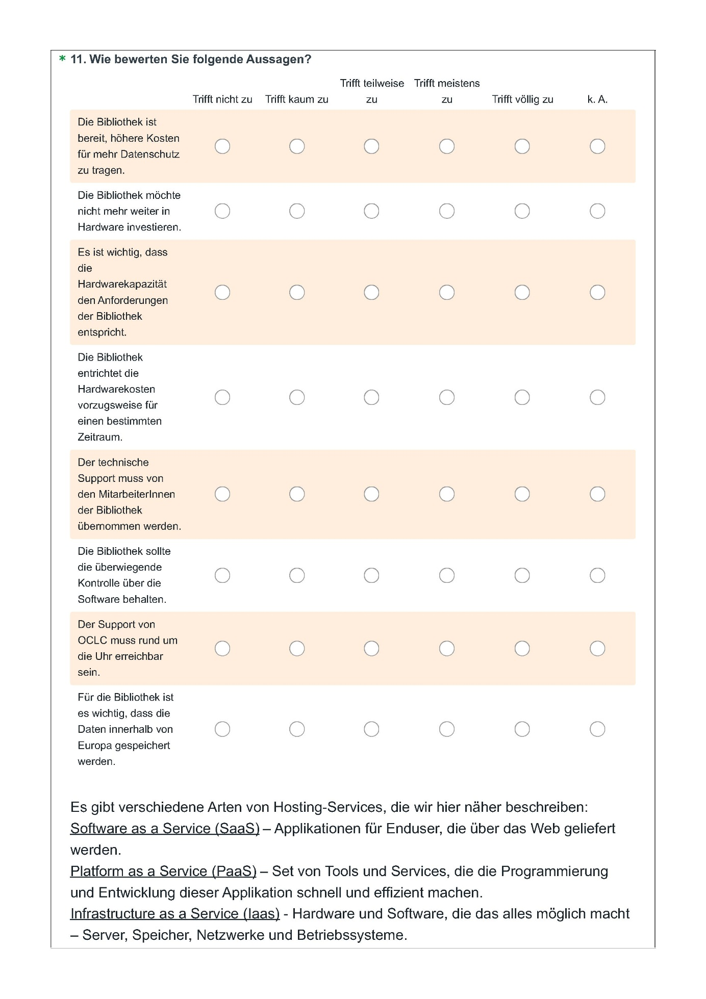 * 11. Wie bewerten Sie folgende Aussagen?
Trifft nicht zu Trifft kaum zu Trifft teilweise zu Trifft meistens zu Trifft völlig zu k. A.
Die Bibliothek ist
bereit, höhere Kosten
für mehr Datenschutz
zu tragen.
Die Bibliothek möchte
nicht mehr weiter in
Hardware investieren.
Es ist wichtig, dass
die
Hardwarekapazität
den Anforderungen
der Bibliothek
entspricht.
Die Bibliothek
entrichtet die
Hardwarekosten
vorzugsweise für
einen bestimmten
Zeitraum.
Der technische
Support muss von
den MitarbeiterInnen
der Bibliothek
übernommen werden.
Die Bibliothek sollte
die überwiegende
Kontrolle über die
Software behalten.
Der Support von
OCLC muss rund um
die Uhr erreichbar
sein.
Für die Bibliothek ist
es wichtig, dass die
Daten innerhalb von
Europa gespeichert
werden.
Es gibt verschiedene Arten von Hosting-Services, die wir hier näher beschreiben:
Software as a Service (SaaS) – Applikationen für Enduser, die über das Web geliefert
werden.
Platform as a Service (PaaS) – Set von Tools und Services, die die Programmierung
und Entwicklung dieser Applikation schnell und effizient machen.
Infrastructure as a Service (Iaas) - Hardware und Software, die das alles möglich macht
– Server, Speicher, Netzwerke und Betriebssysteme.